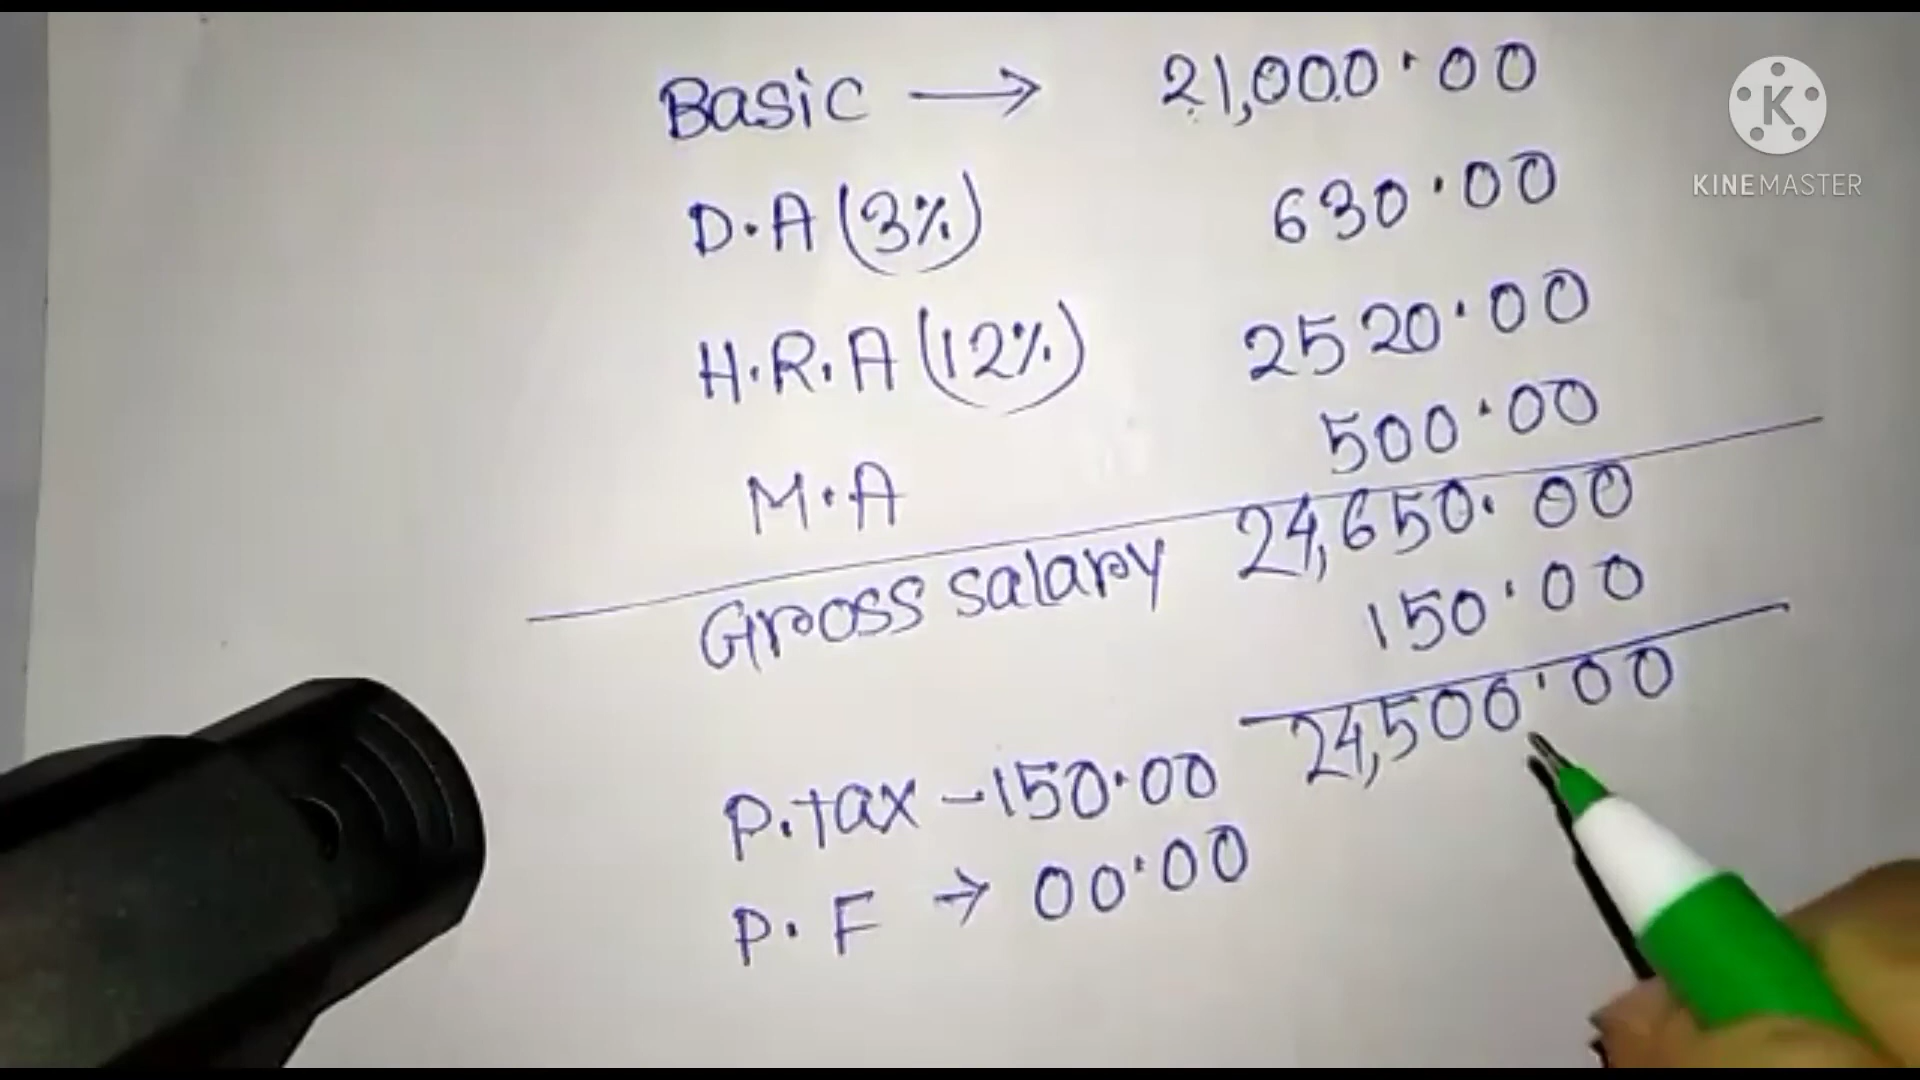 Basic → 21,000.00
D.A (3%) 630.00
H.R.A (12%) 2520.00
M.A 500.00
Gross salary 24,650.00
150.00
24,500.00
P.tax - 150.00
P.F → 00.00
K
KINEMASTER